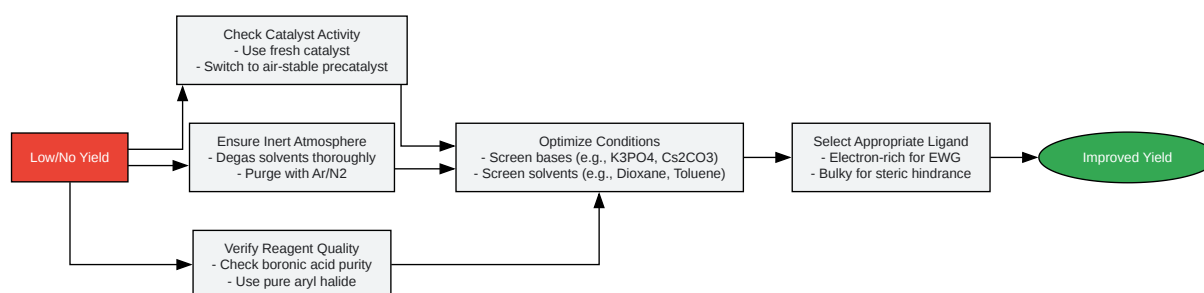 Low/No Yield
Check Catalyst Activity
- Use fresh catalyst
- Switch to air-stable precatalyst
Ensure Inert Atmosphere
- Degas solvents thoroughly
- Purge with Ar/N2
Verify Reagent Quality
- Check boronic acid purity
- Use pure aryl halide
Optimize Conditions
- Screen bases (e.g., K3PO4, Cs2CO3)
- Screen solvents (e.g., Dioxane, Toluene)
Select Appropriate Ligand
- Electron-rich for EWG
- Bulky for steric hindrance
Improved Yield